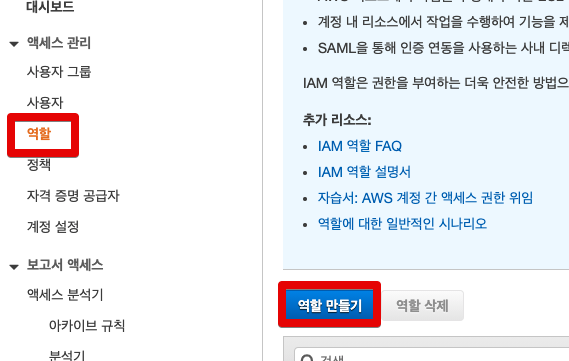 대시보드
액세스 관리
사용자 그룹
사용자
역할
정책
자격 증명 공급자
계정 설정
보고서 액세스
액세스 분석기
아카이브 규칙
분석기
계정 내 리소스에서 작업을 수행하여 기능을 제
SAML을 통해 인증 연동을 사용하는 사내 디렉
IAM 역할은 권한을 부여하는 더욱 안전한 방법으
추가 리소스:
IAM 역할 FAQ
IAM 역할 설명서
자습서: AWS 계정 간 액세스 권한 위임
역할에 대한 일반적인 시나리오
역할 만들기
역할 삭제
검색